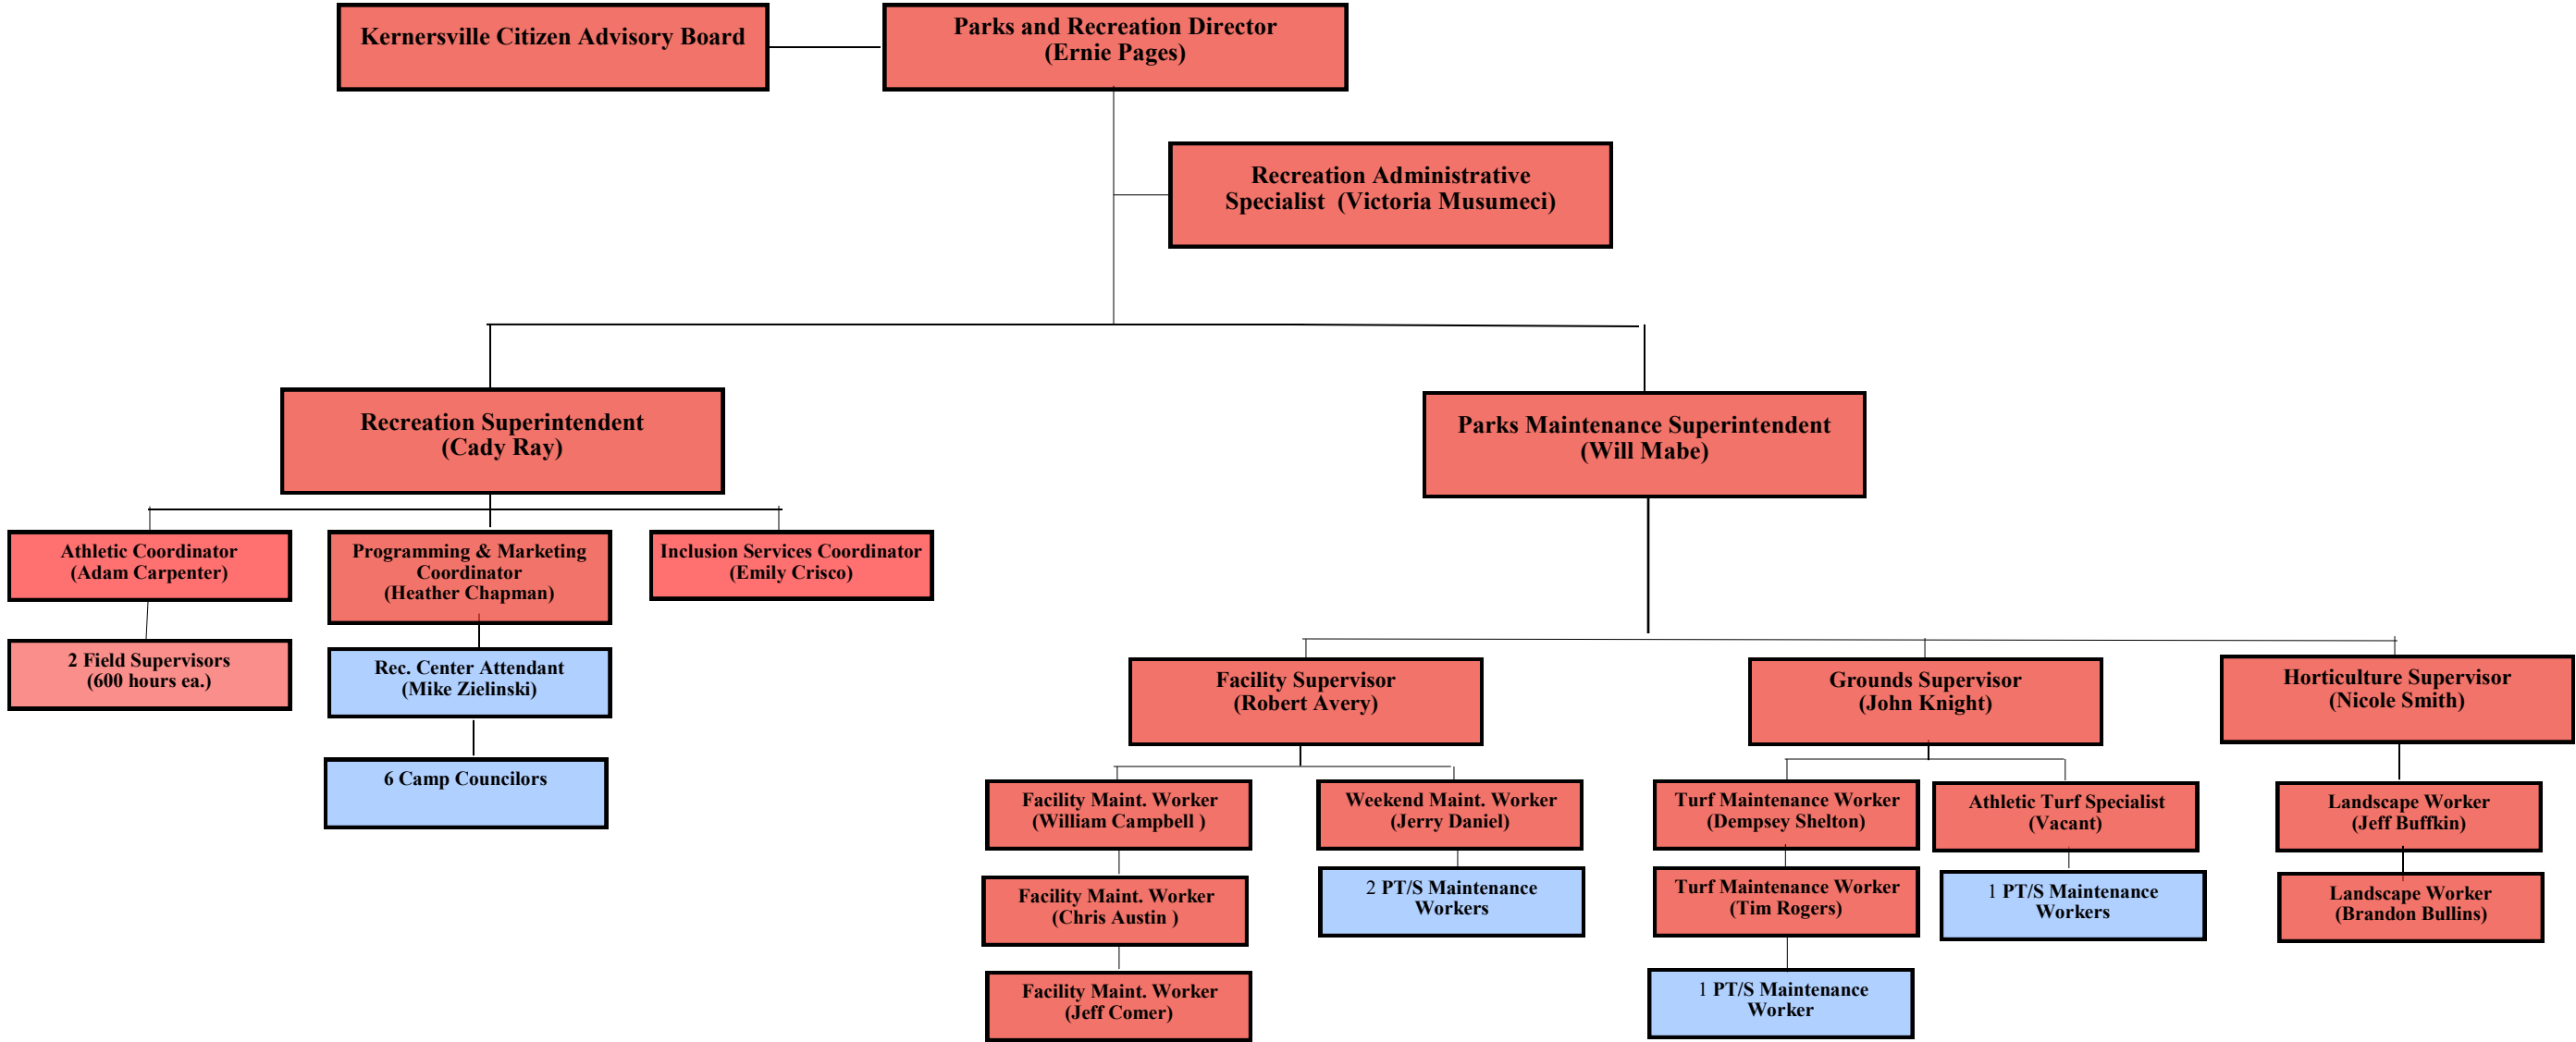 Kernersville Citizen Advisory Board
Parks and Recreation Director
(Ernie Pages)
Recreation Administrative
Specialist (Victoria Musumeci)
Recreation Superintendent
(Cady Ray)
Parks Maintenance Superintendent
(Will Mabe)
Athletic Coordinator
(Adam Carpenter)
Programming & Marketing
Coordinator
(Heather Chapman)
Inclusion Services Coordinator
(Emily Crisco)
2 Field Supervisors
(600 hours ea.)
Rec. Center Attendant
(Mike Zielinski)
6 Camp Councilors
Facility Supervisor
(Robert Avery)
Grounds Supervisor
(John Knight)
Horticulture Supervisor
(Nicole Smith)
Facility Maint. Worker
(William Campbell )
Weekend Maint. Worker
(Jerry Daniel)
Turf Maintenance Worker
(Dempsey Shelton)
Athletic Turf Specialist
(Vacant)
Landscape Worker
(Jeff Buffkin)
Facility Maint. Worker
(Chris Austin )
2 PT/S Maintenance
Workers
Turf Maintenance Worker
(Tim Rogers)
1 PT/S Maintenance
Workers
Landscape Worker
(Brandon Bullins)
Facility Maint. Worker
(Jeff Comer)
1 PT/S Maintenance
Worker